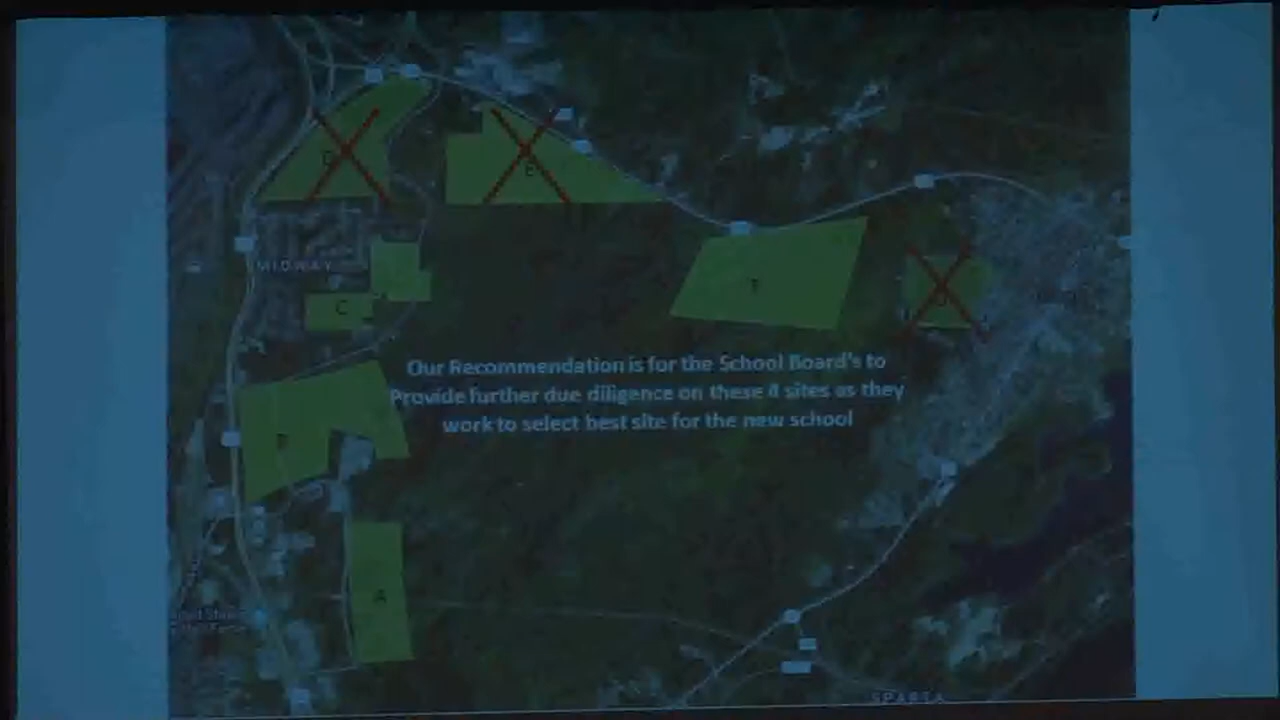 E
MIDWAY
C
Our Recommendation is for the School Board's to
Provide further due diligence on these 4 sites as they
work to select best site for the new school
A
SPARTA